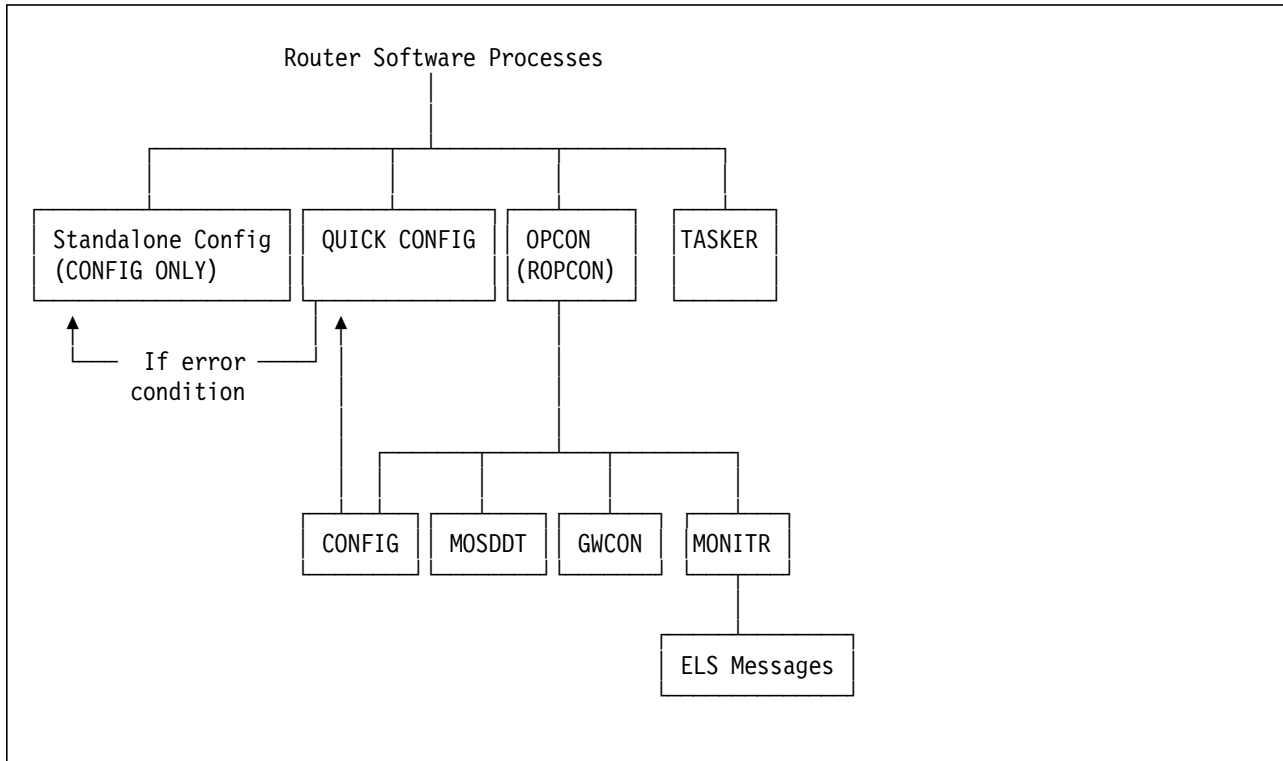 Router Software Processes
Standalone Config
(CONFIG ONLY)
QUICK CONFIG
OPCON
(ROPCON)
TASKER
If error
condition
CONFIG
MOSDDT
GWCON
MONITR
ELS Messages